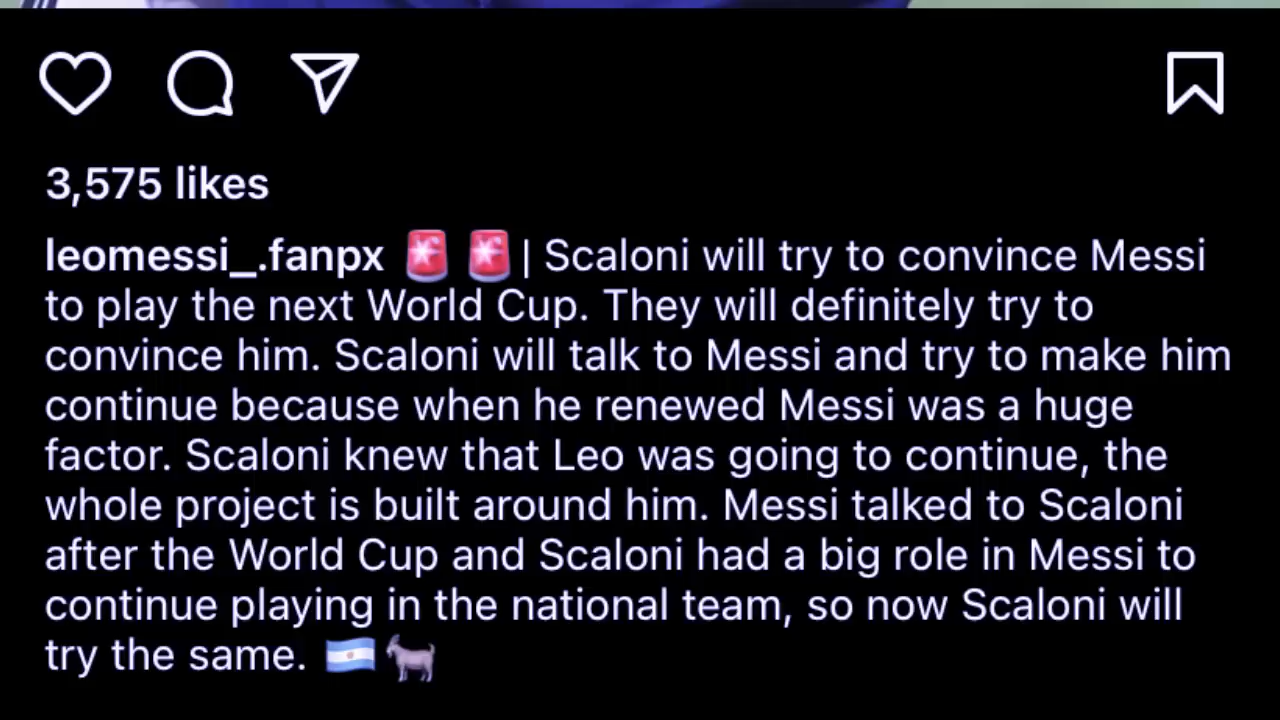 3,575 likes
leomessi_.fanpx 🚨 🚨 | Scaloni will try to convince Messi
to play the next World Cup. They will definitely try to
convince him. Scaloni will talk to Messi and try to make him
continue because when he renewed Messi was a huge
factor. Scaloni knew that Leo was going to continue, the
whole project is built around him. Messi talked to Scaloni
after the World Cup and Scaloni had a big role in Messi to
continue playing in the national team, so now Scaloni will
try the same. 🇦🇷🐐